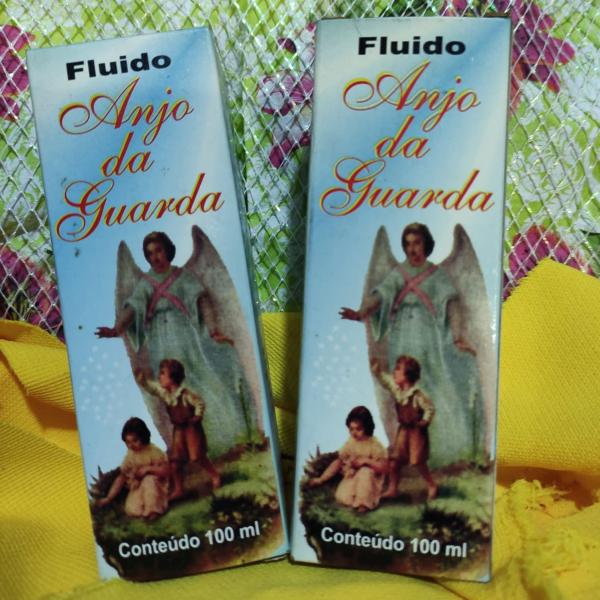 Fluido
Anjo
da
Guarda
Conteúdo 100 ml
Fluido
Anjo
da
Guarda
Conteúdo 100 ml